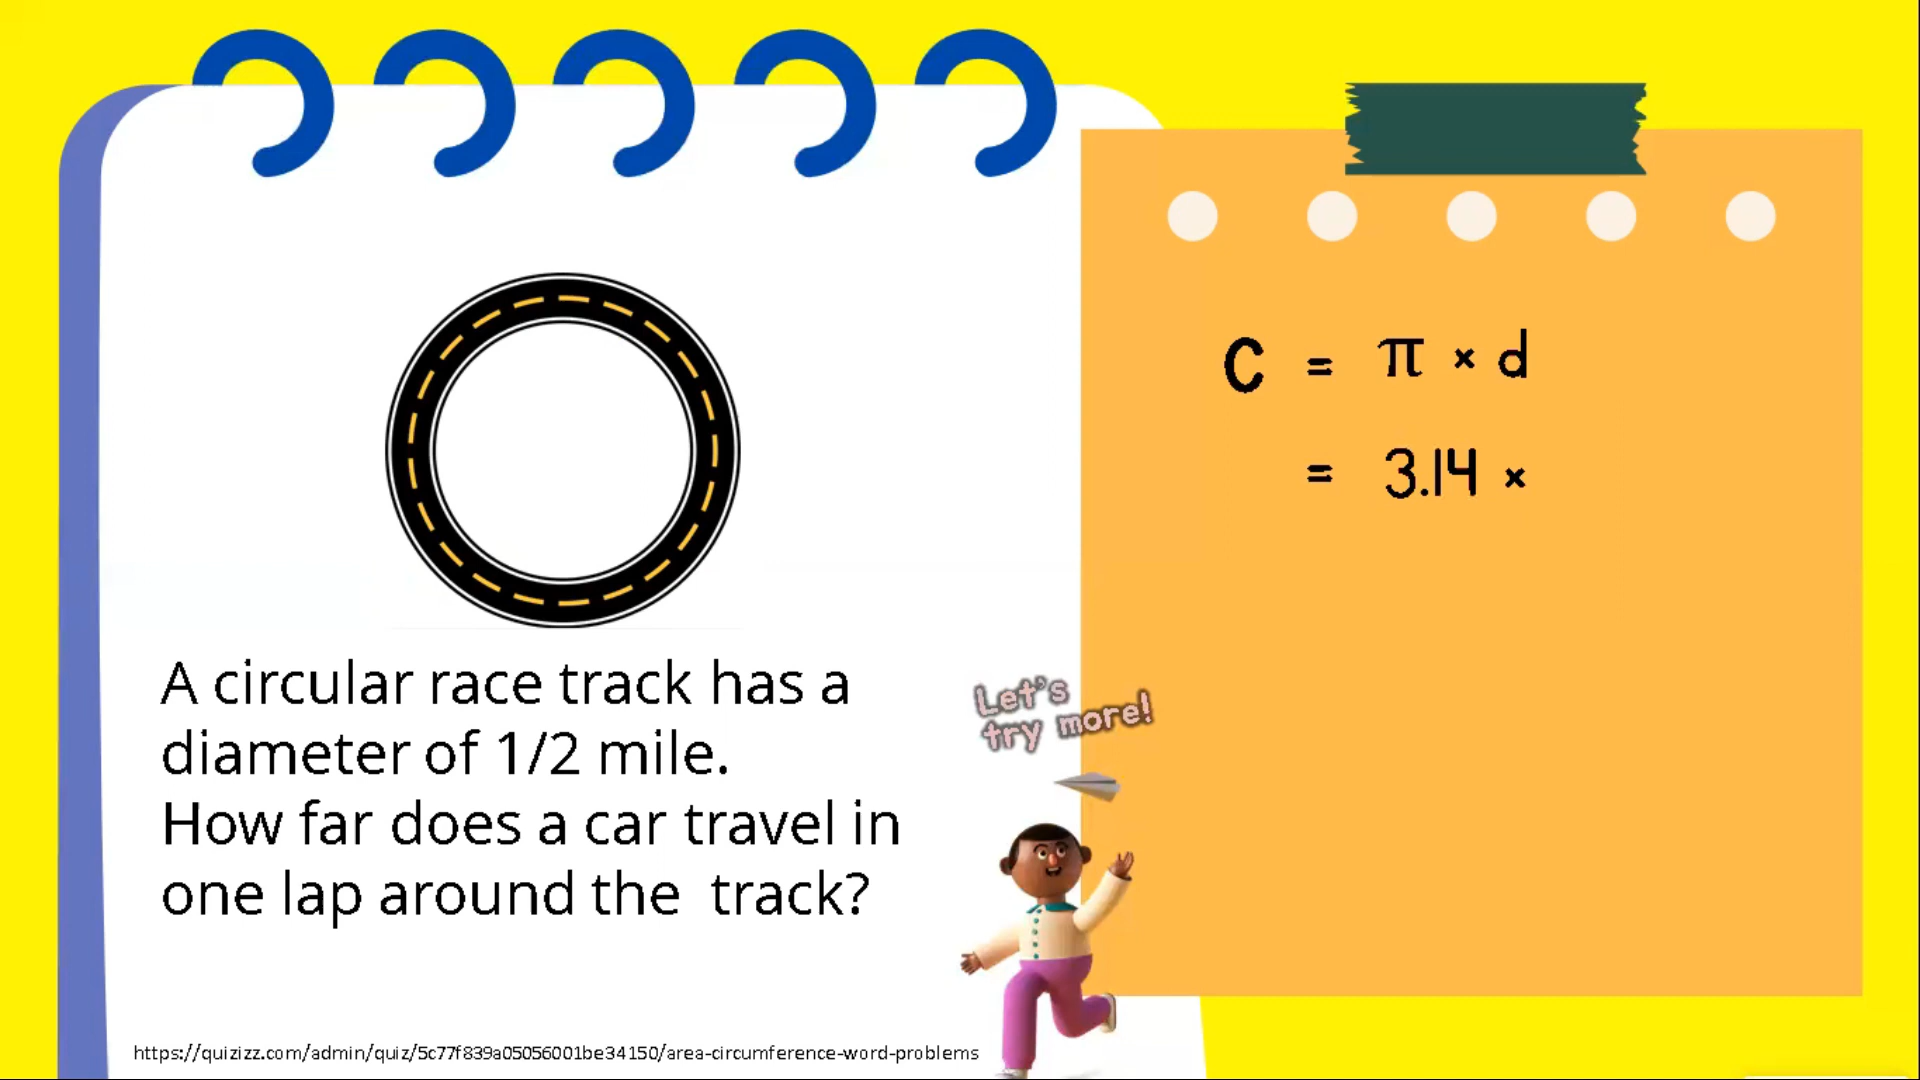 C = π × d
= 3.14 ×
A circular race track has a
diameter of 1/2 mile.
How far does a car travel in
one lap around the track?
Let's
try more!
https://quizizz.com/admin/quiz/5c77f839a05056001be34150/area-circumference-word-problems